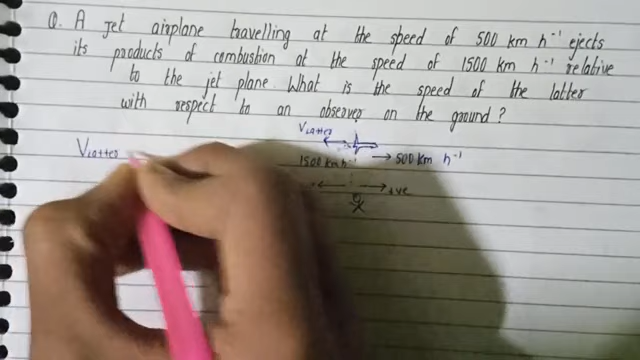 Q. A Jet airplane travelling at the speed of 500 km h⁻¹ ejects
its products of combustion at the speed of 1500 km h⁻¹ relative
to the jet plane. What is the speed of the latter
with respect to an observer on the ground?
VLatter
VLatter
1500 km h⁻¹ → 500 km h⁻¹
+ve